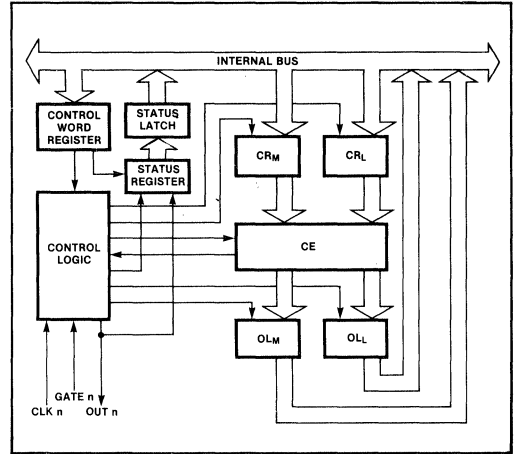 INTERNAL BUS
CONTROL
WORD
REGISTER
STATUS
LATCH
STATUS
REGISTER
CRM
CRL
CONTROL
LOGIC
CE
OLM
OLL
GATE n
CLK n
OUT n